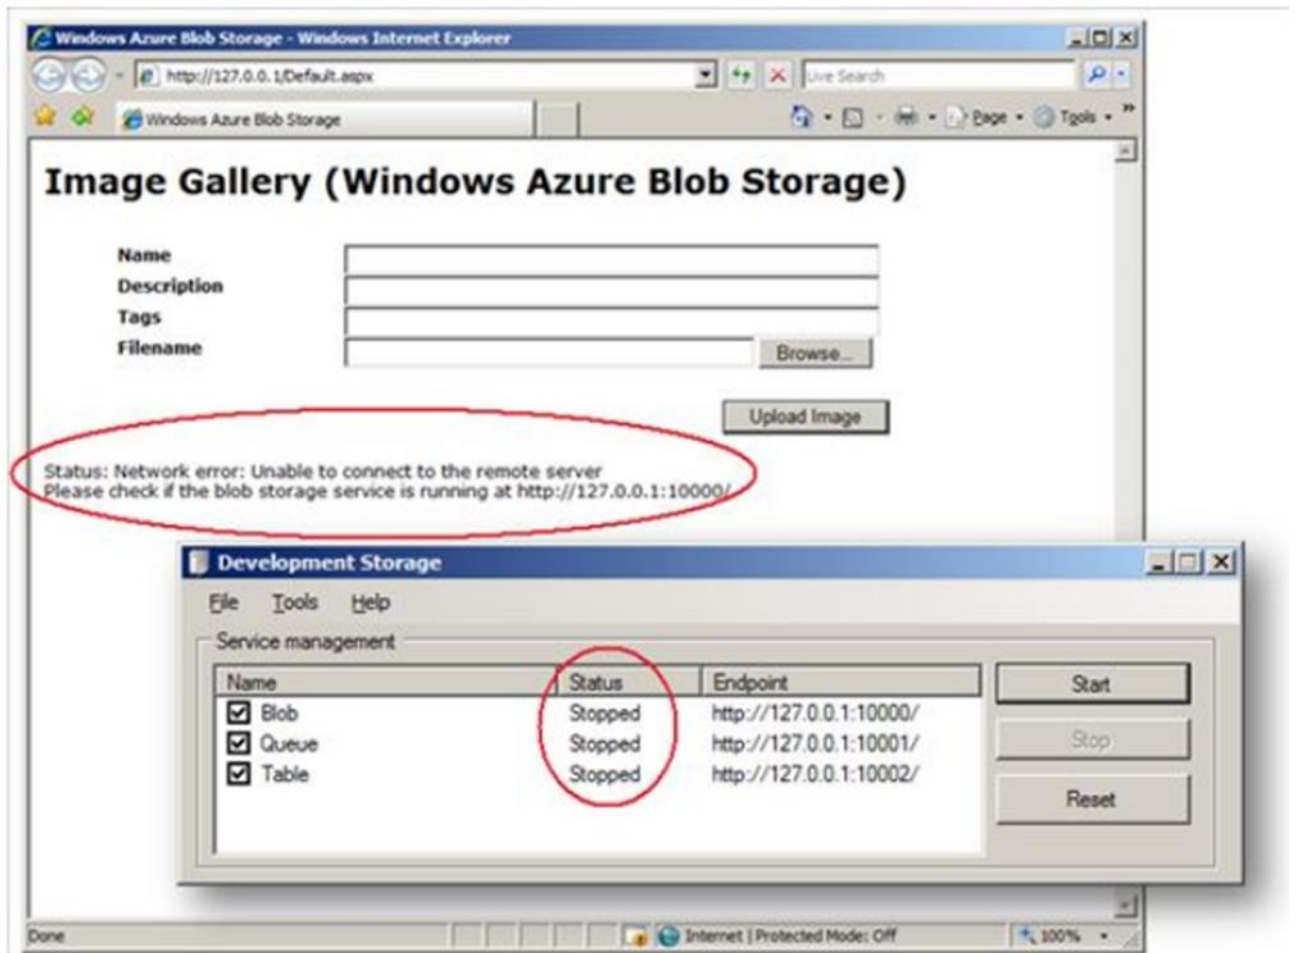 Windows Azure Blob Storage - Windows Internet Explorer
http://127.0.0.1/Default.aspx
Live Search
Windows Azure Blob Storage
Page
Tools
Image Gallery (Windows Azure Blob Storage)
Name
Description
Tags
Filename
Browse...
Upload Image
Status: Network error: Unable to connect to the remote server
Please check if the blob storage service is running at http://127.0.0.1:10000/
Development Storage
File Tools Help
Service management
Name Status Endpoint
Blob Stopped http://127.0.0.1:10000/
Queue Stopped http://127.0.0.1:10001/
Table Stopped http://127.0.0.1:10002/
Start
Stop
Reset
Done
Internet | Protected Mode: Off
100%